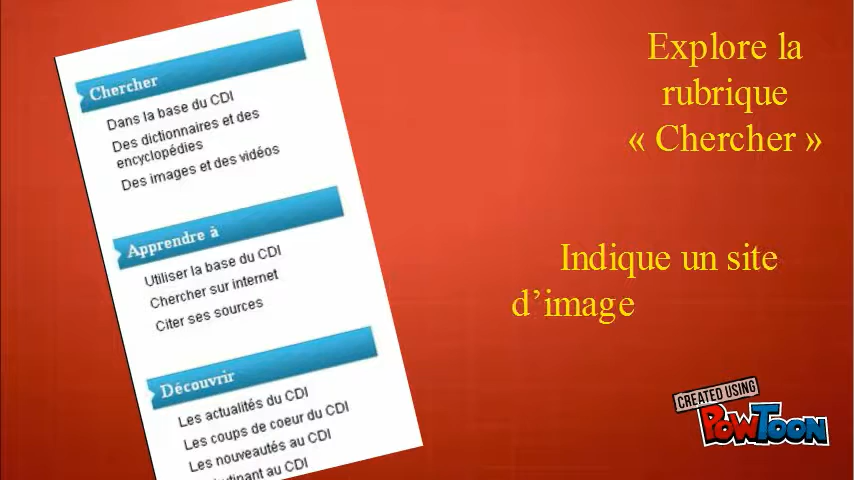 Chercher
Dans la base du CDI
Des dictionnaires et des
encyclopédies
Des images et des vidéos
Apprendre à
Utiliser la base du CDI
Chercher sur internet
Citer ses sources
Découvrir
Les actualités du CDI
Les coups de coeur du CDI
Les nouveautés au CDI
au CDI
Explore la
rubrique
« Chercher »
Indique un site
d’image
CREATED USING
POWTOON